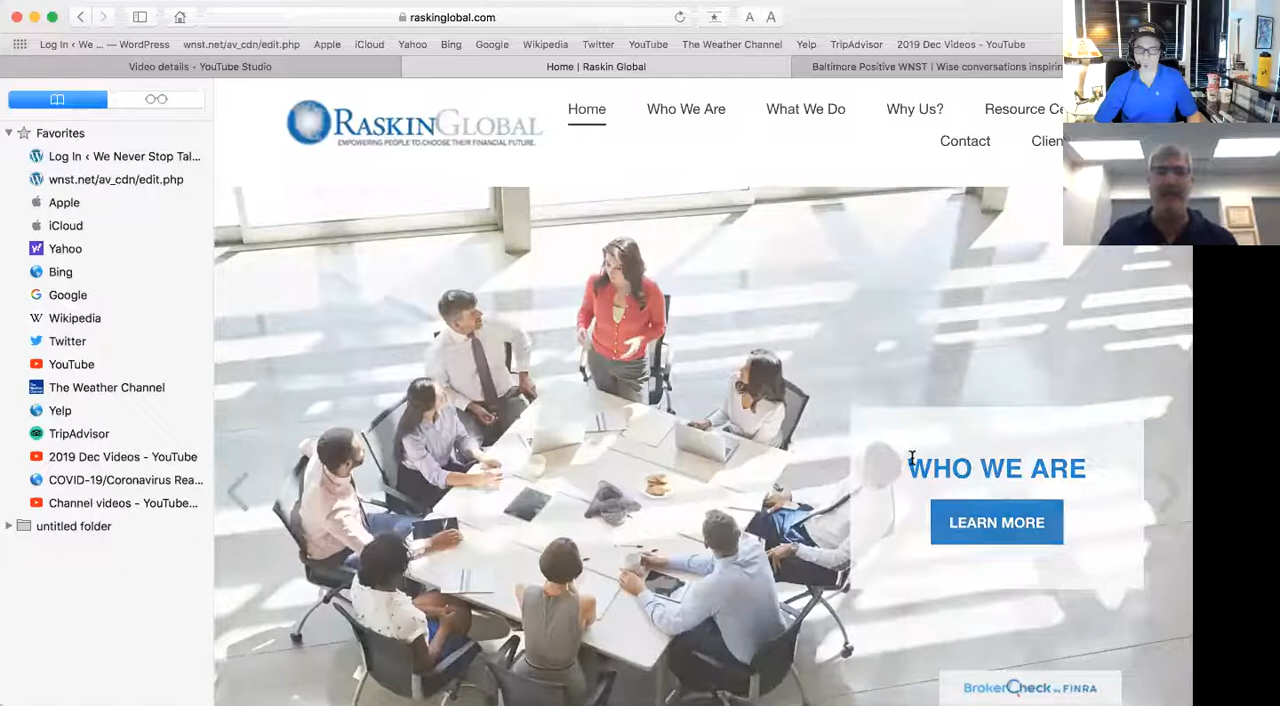 raskinglobal.com
A A
Log In ‹ We ... — WordPress wnst.net/av_cdn/edit.php Apple iCloud Yahoo Bing Google Wikipedia Twitter YouTube The Weather Channel Yelp TripAdvisor 2019 Dec Videos - YouTube
Video details - YouTube Studio Home | Raskin Global Baltimore Positive WNST | Wise conversations inspirin
Favorites
Log In ‹ We Never Stop Tal...
wnst.net/av_cdn/edit.php
Apple
iCloud
Yahoo
Bing
Google
Wikipedia
Twitter
YouTube
The Weather Channel
Yelp
TripAdvisor
2019 Dec Videos - YouTube
COVID-19/Coronavirus Rea...
Channel videos - YouTube...
untitled folder
RASKINGLOBAL
EMPOWERING PEOPLE TO CHOOSE THEIR FINANCIAL FUTURE.
Home Who We Are What We Do Why Us? Resource Ce
Contact Clien
WHO WE ARE
LEARN MORE
BrokerCheck by FINRA